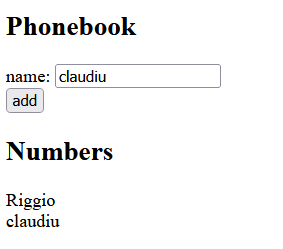 Phonebook
name: claudiu
add
Numbers
Riggio
claudiu